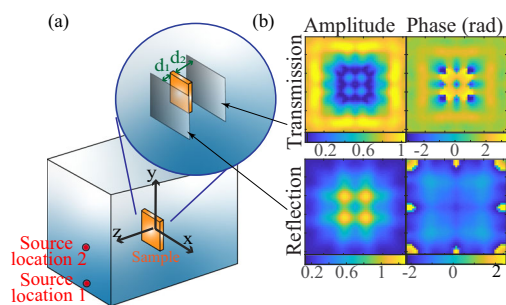 (a)
(b)
Amplitude Phase (rad)
d₁
d₂
Transmission
0.2 0.6 1 -2 0 2
Reflection
0.2 0.6 1 -2 2
y
z
x
Sample
Source
location 2
Source
location 1